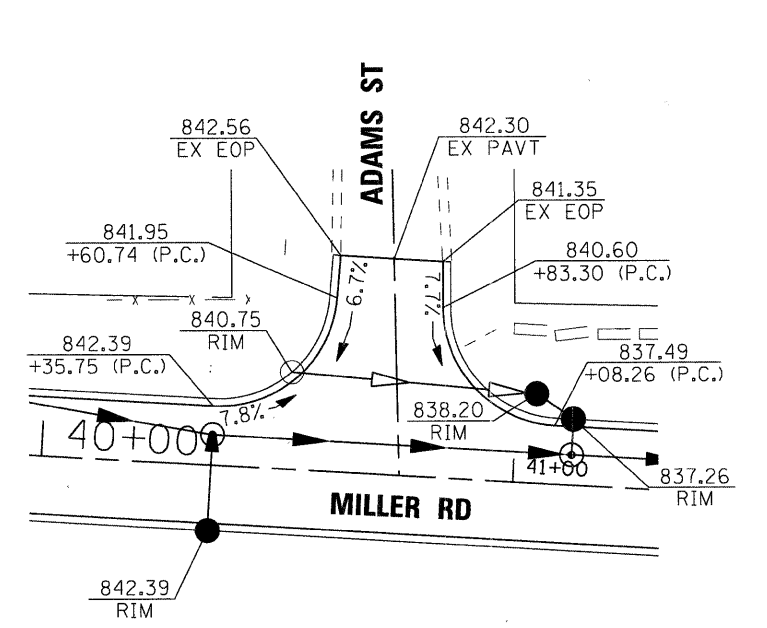 ADAMS ST
842.56
EX EOP
842.30
EX PAVT
841.35
EX EOP
841.95
+60.74 (P.C.)
840.60
+83.30 (P.C.)
6.7%
7.7%
840.75
RIM
842.39
+35.75 (P.C.)
837.49
+08.26 (P.C.)
7.8%
838.20
RIM
40+00
41+00
837.26
RIM
MILLER RD
842.39
RIM